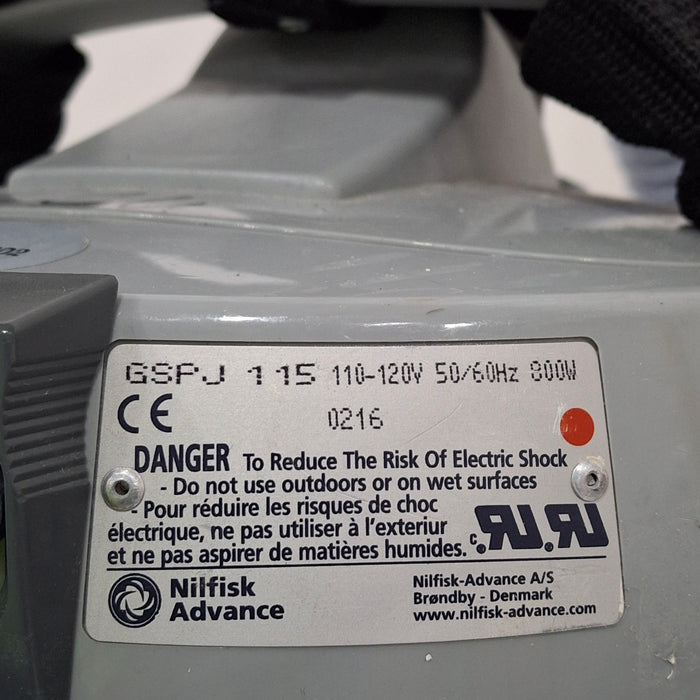 GSPJ 115 110-120V 50/60Hz 800W
CE 0216
DANGER To Reduce The Risk Of Electric Shock
- Do not use outdoors or on wet surfaces
- Pour réduire les risques de choc
électrique, ne pas utiliser à l'exteriur
et ne pas aspirer de matières humides.
Nilfisk
Advance
Nilfisk-Advance A/S
Brøndby - Denmark
www.nilfisk-advance.com